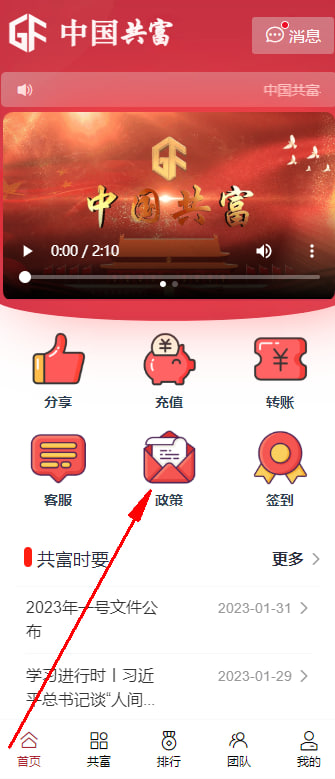 GF 中国共富 消息
中国共富
GF
中国共富
0:00 / 2:10
分享 充值 转账
客服 政策 签到
共富时要 更多
2023年一号文件公布 2023-01-31
学习进行时丨习近平总书记谈“人间... 2023-01-29
首页 共富 排行 团队 我的